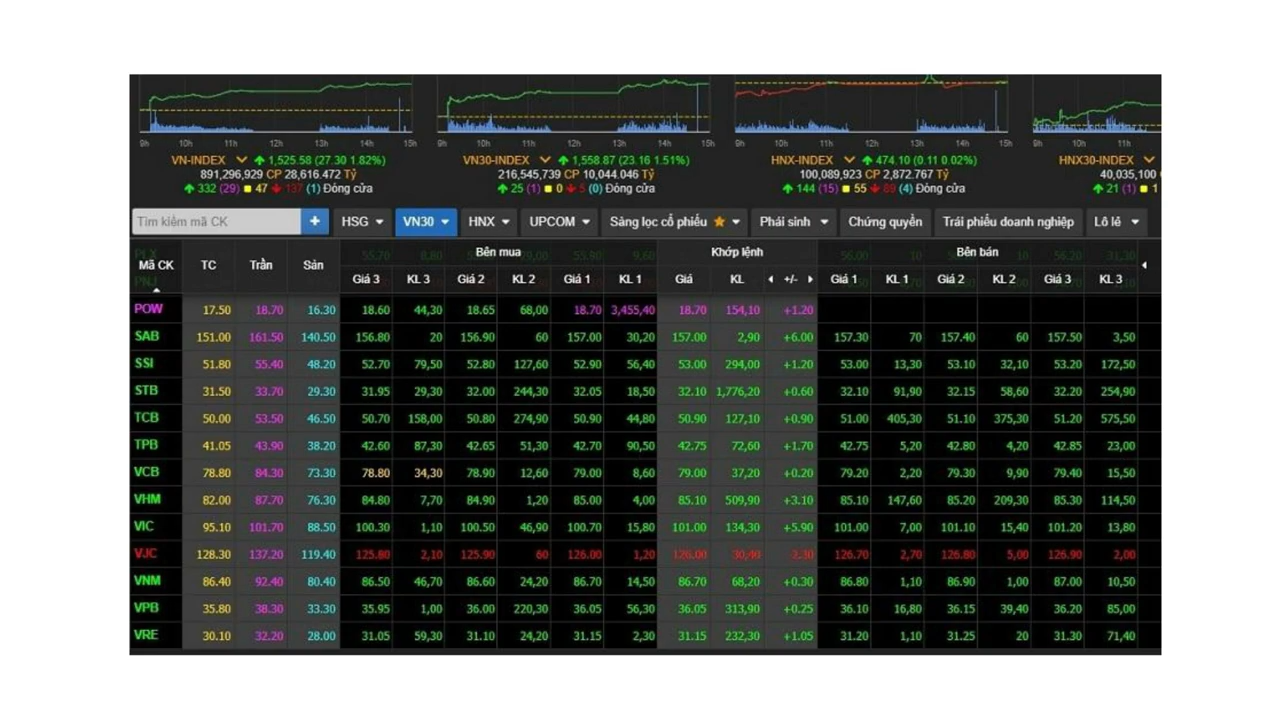 9h 10h 11h 12h 13h 14h 15h 9h 10h 11h 12h 13h 14h 15h 9h 10h 11h 12h 13h 14h 15h 9h 10h 11h
VN-INDEX 1,525.58 (27.30 1.82%) VN30-INDEX 1,558.87 (23.16 1.51%) HNX-INDEX 474.10 (0.11 0.02%) HNX30-INDEX
891,296,929 CP 28,616.472 Tỷ 216,545,739 CP 10,044.046 Tỷ 100,089,923 CP 2,872.767 Tỷ 40,035,100
332 (29) 47 137 (1) Đóng cửa 25 (1) 0 5 (0) Đóng cửa 144 (15) 55 89 (4) Đóng cửa 21 (1) 1
Tìm kiếm mã CK + HSG VN30 HNX UPCOM Sàng lọc cổ phiếu Phái sinh Chứng quyền Trái phiếu doanh nghiệp Lô lẻ
Mã CK TC Trần Sàn Bên mua Khớp lệnh Bên bán
Giá 3 KL 3 Giá 2 KL 2 Giá 1 KL 1 Giá KL +/- Giá 1 KL 1 Giá 2 KL 2 Giá 3 KL 3
POW 17.50 18.70 16.30 18.60 44,30 18.65 68,00 18.70 3,455,40 18.70 154,10 +1.20
SAB 151.00 161.50 140.50 156.80 20 156.90 60 157.00 30,20 157.00 2,90 +6.00 157.30 70 157.40 60 157.50 3,50
SSI 51.80 55.40 48.20 52.70 79,50 52.80 127,60 52.90 56,40 53.00 294,00 +1.20 53.00 13,30 53.10 32,10 53.20 172,50
STB 31.50 33.70 29.30 31.95 29,30 32.00 244,30 32.05 18,50 32.10 1,776,20 +0.60 32.10 91,90 32.15 58,60 32.20 254,90
TCB 50.00 53.50 46.50 50.70 158,00 50.80 274,90 50.90 44,80 50.90 127,10 +0.90 51.00 405,30 51.10 375,30 51.20 575,50
TPB 41.05 43.90 38.20 42.60 87,30 42.65 51,30 42.70 90,50 42.75 72,60 +1.70 42.75 5,20 42.80 4,20 42.85 23,00
VCB 78.80 84.30 73.30 78.80 34,30 78.90 12,60 79.00 8,60 79.00 37,20 +0.20 79.20 2,20 79.30 9,90 79.40 15,50
VHM 82.00 87.70 76.30 84.80 7,70 84.90 1,20 85.00 4,00 85.10 509,90 +3.10 85.10 147,60 85.20 209,30 85.30 114,50
VIC 95.10 101.70 88.50 100.30 1,10 100.50 46,90 100.70 15,80 101.00 134,30 +5.90 101.00 7,00 101.10 15,40 101.20 13,80
VJC 128.30 137.20 119.40 125.80 2,10 125.90 60 126.00 1,20 126.00 30,40 -2.30 126.70 2,70 126.80 5,00 126.90 2,00
VNM 86.40 92.40 80.40 86.50 46,70 86.60 24,20 86.70 14,50 86.70 68,20 +0.30 86.80 1,10 86.90 1,00 87.00 10,50
VPB 35.80 38.30 33.30 35.95 1,00 36.00 220,30 36.05 56,30 36.05 313,90 +0.25 36.10 16,80 36.15 39,40 36.20 85,00
VRE 30.10 32.20 28.00 31.05 59,30 31.10 24,20 31.15 2,30 31.15 232,30 +1.05 31.20 1,10 31.25 20 31.30 71,40